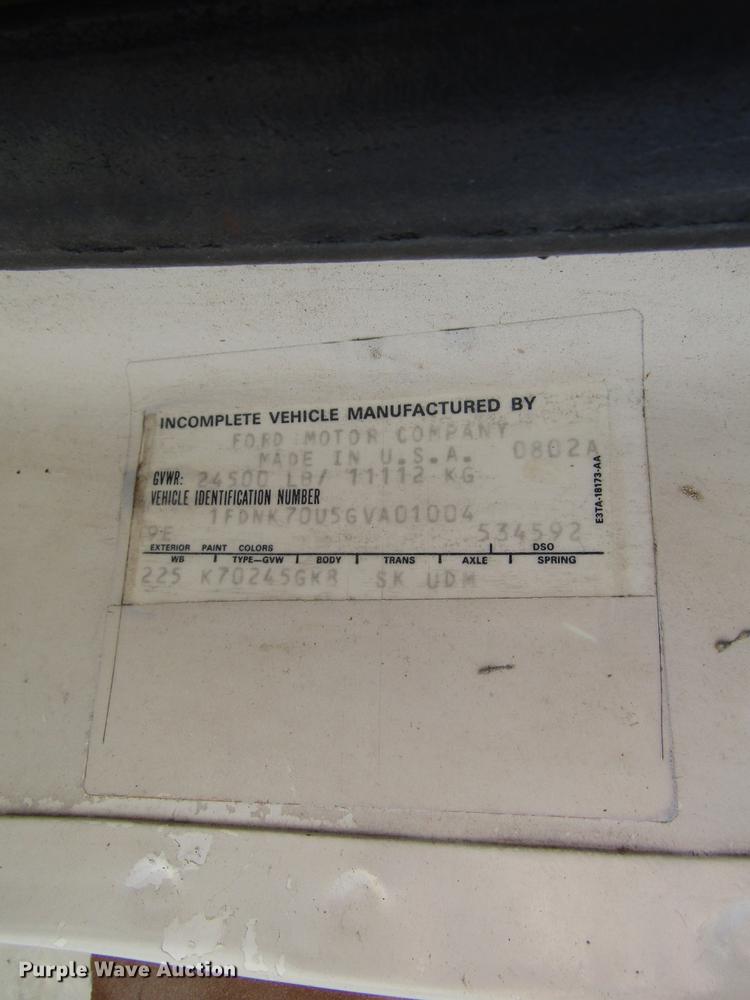 INCOMPLETE VEHICLE MANUFACTURED BY
FORD MOTOR COMPANY
MADE IN U.S.A. 0802A
GVWR: 24500 LB/ 11112 KG
VEHICLE IDENTIFICATION NUMBER
1FDNK70U5GVA01004
9E 534592
EXTERIOR PAINT COLORS DSO
WB TYPE-GVW BODY TRANS AXLE SPRING
225 K70245GKR SK UDM
E3TA-18173-AA
Purple Wave Auction